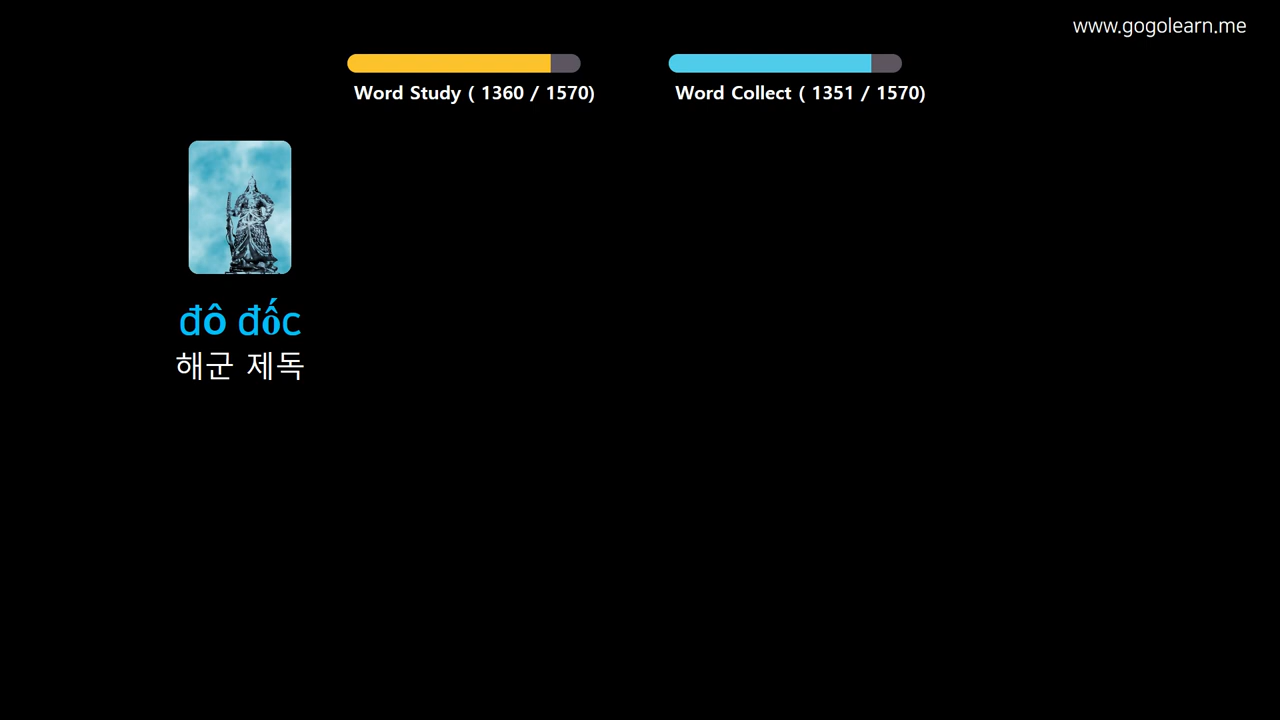 www.gogolearn.me
Word Study ( 1360 / 1570)
Word Collect ( 1351 / 1570)
đô đốc
해군 제독